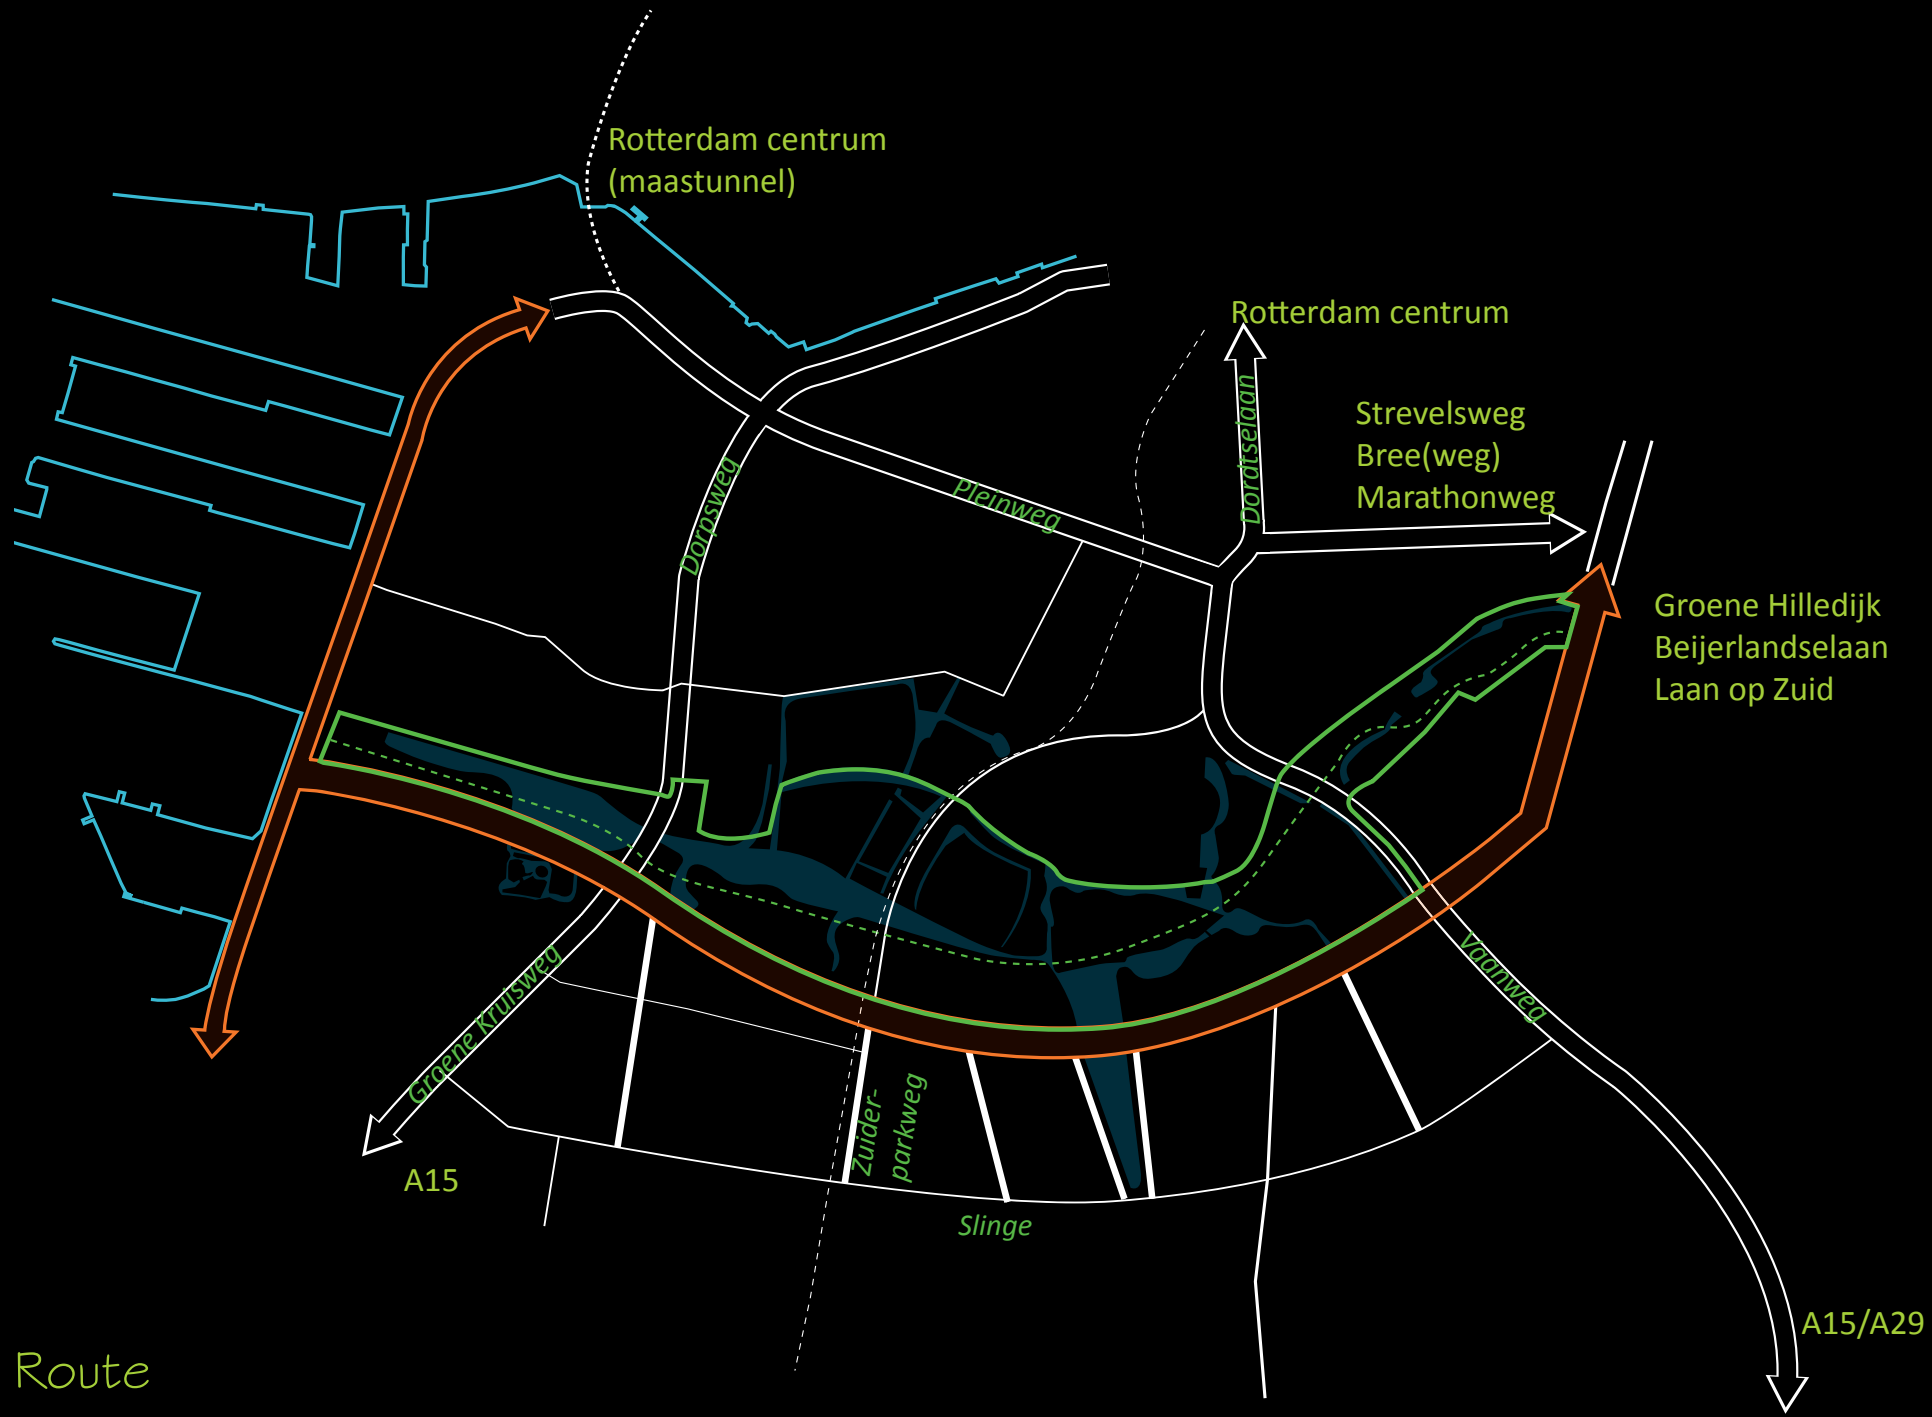 Rotterdam centrum
(maastunnel)
Rotterdam centrum
Dordtselaan
Strevelsweg
Bree(weg)
Marathonweg
Dorpsweg
Pleinweg
Groene Hilledijk
Beijerlandselaan
Laan op Zuid
Groene Kruisweg
Vaanweg
Zuider-
parkweg
A15
Slinge
A15/A29
Route